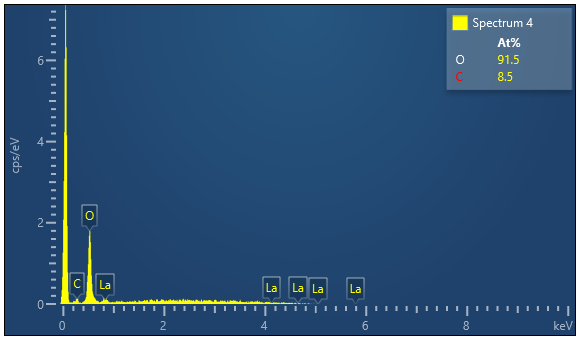 Spectrum 4
At%
O 91.5
C 8.5
6
4
cps/eV
2
O
C La
La La La La
0
0 2 4 6 8 keV